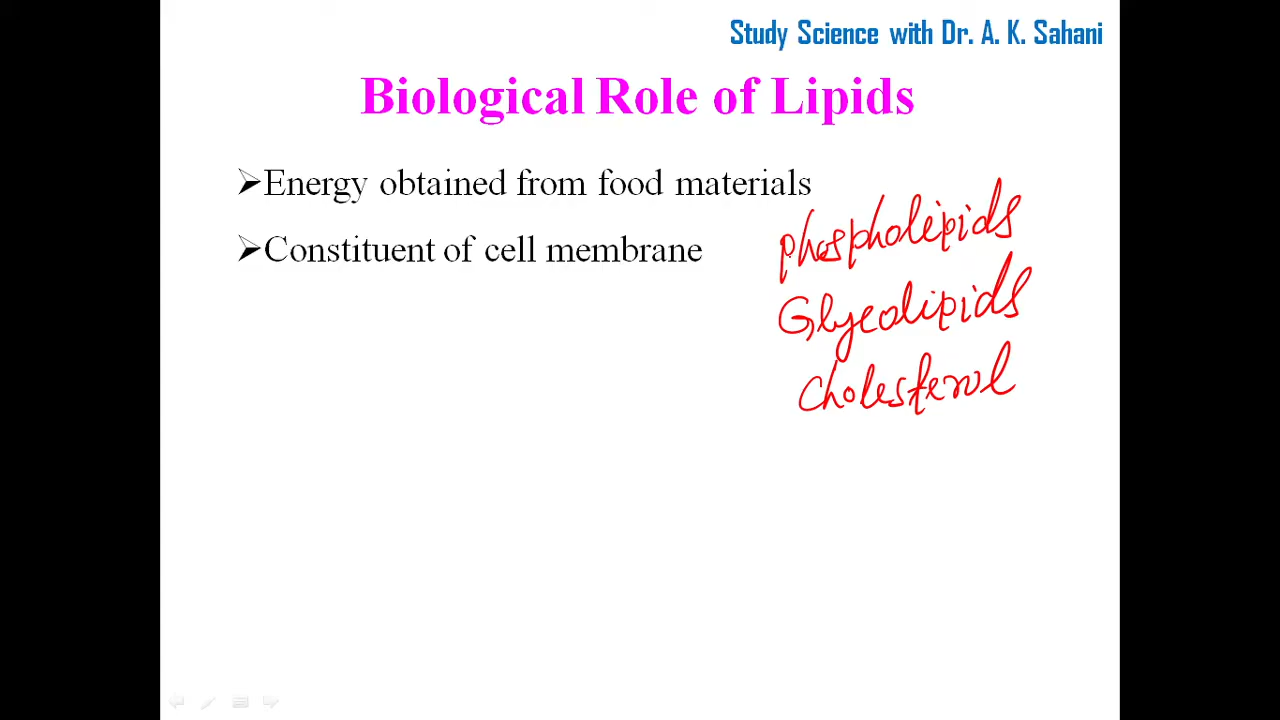 Study Science with Dr. A. K. Sahani
Biological Role of Lipids
➢Energy obtained from food materials
➢Constituent of cell membrane
phospholipids
Glycolipids
Cholesterol